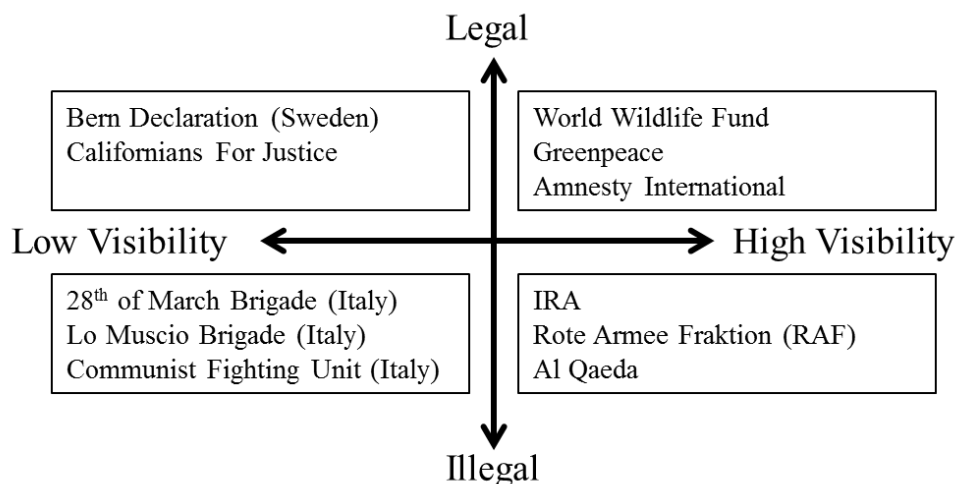 Legal
Bern Declaration (Sweden)
Californians For Justice
World Wildlife Fund
Greenpeace
Amnesty International
Low Visibility
High Visibility
28th of March Brigade (Italy)
Lo Muscio Brigade (Italy)
Communist Fighting Unit (Italy)
IRA
Rote Armee Fraktion (RAF)
Al Qaeda
Illegal